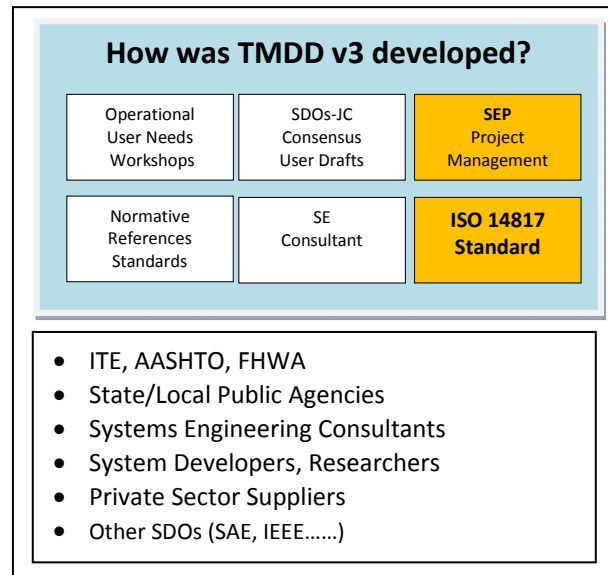 How was TMDD v3 developed?
Operational
User Needs
Workshops
SDOs-JC
Consensus
User Drafts
SEP
Project
Management
Normative
References
Standards
SE
Consultant
ISO 14817
Standard
• ITE, AASHTO, FHWA
• State/Local Public Agencies
• Systems Engineering Consultants
• System Developers, Researchers
• Private Sector Suppliers
• Other SDOs (SAE, IEEE......)